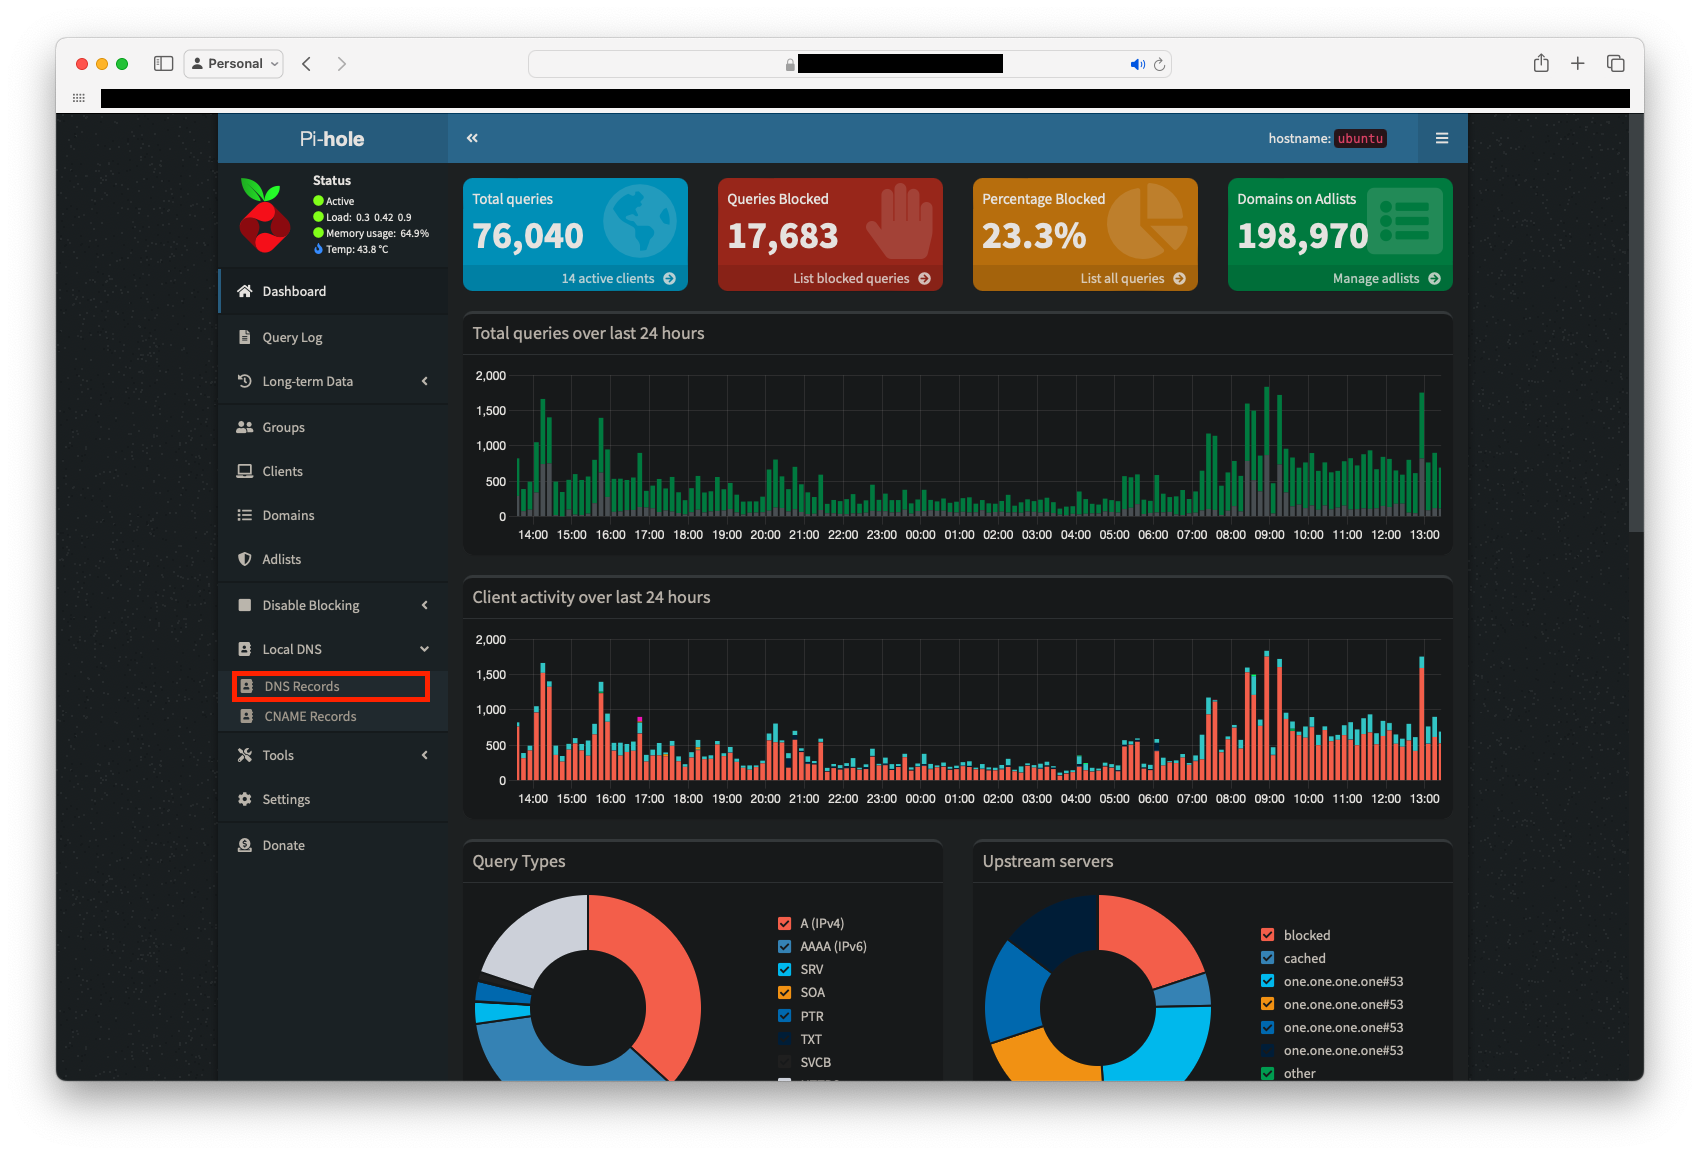 Personal
Pi-hole
hostname: ubuntu
Status
Active
Load: 0.3 0.42 0.9
Memory usage: 64.9%
Temp: 43.8 °C
Dashboard
Query Log
Long-term Data
Groups
Clients
Domains
Adlists
Disable Blocking
Local DNS
DNS Records
CNAME Records
Tools
Settings
Donate
Total queries
76,040
14 active clients
Queries Blocked
17,683
List blocked queries
Percentage Blocked
23.3%
List all queries
Domains on Adlists
198,970
Manage adlists
Total queries over last 24 hours
2,000
1,500
1,000
500
0
14:00 15:00 16:00 17:00 18:00 19:00 20:00 21:00 22:00 23:00 00:00 01:00 02:00 03:00 04:00 05:00 06:00 07:00 08:00 09:00 10:00 11:00 12:00 13:00
Client activity over last 24 hours
2,000
1,500
1,000
500
0
14:00 15:00 16:00 17:00 18:00 19:00 20:00 21:00 22:00 23:00 00:00 01:00 02:00 03:00 04:00 05:00 06:00 07:00 08:00 09:00 10:00 11:00 12:00 13:00
Query Types
A (IPv4)
AAAA (IPv6)
SRV
SOA
PTR
TXT
SVCB
Upstream servers
blocked
cached
one.one.one.one#53
one.one.one.one#53
one.one.one.one#53
one.one.one.one#53
other